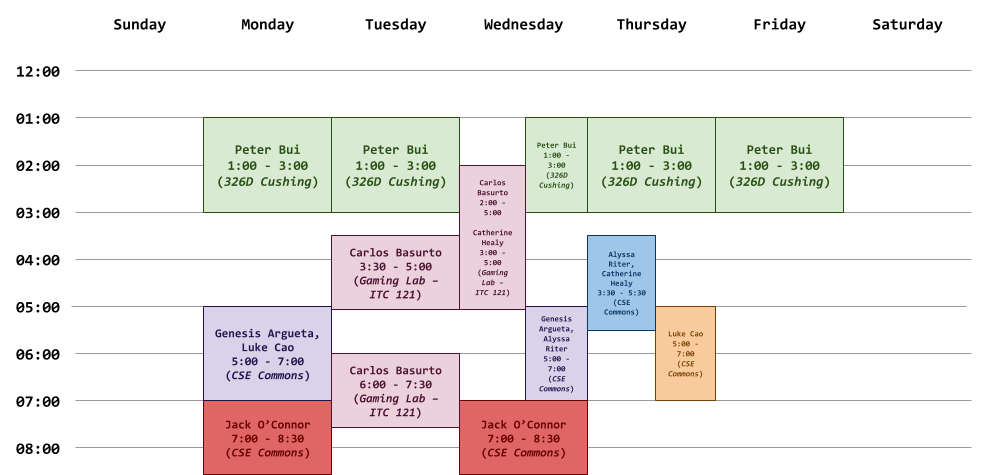 Sunday Monday Tuesday Wednesday Thursday Friday Saturday
12:00
01:00
02:00
03:00
04:00
05:00
06:00
07:00
08:00
Peter Bui
1:00 - 3:00
(326D Cushing)
Genesis Argueta,
Luke Cao
5:00 - 7:00
(CSE Commons)
Jack O’Connor
7:00 - 8:30
(CSE Commons)
Peter Bui
1:00 - 3:00
(326D Cushing)
Carlos Basurto
3:30 - 5:00
(Gaming Lab –
ITC 121)
Carlos Basurto
6:00 - 7:30
(Gaming Lab –
ITC 121)
Carlos
Basurto
2:00 -
5:00
Catherine
Healy
3:00 -
5:00
(Gaming
Lab –
ITC 121)
Peter Bui
1:00 -
3:00
(326D
Cushing)
Genesis
Argueta,
Alyssa
Riter
5:00 -
7:00
(CSE
Commons)
Jack O’Connor
7:00 - 8:30
(CSE Commons)
Peter Bui
1:00 - 3:00
(326D Cushing)
Alyssa
Riter,
Catherine
Healy
3:30 - 5:30
(CSE
Commons)
Luke Cao
5:00 -
7:00
(CSE
Commons)
Peter Bui
1:00 - 3:00
(326D Cushing)